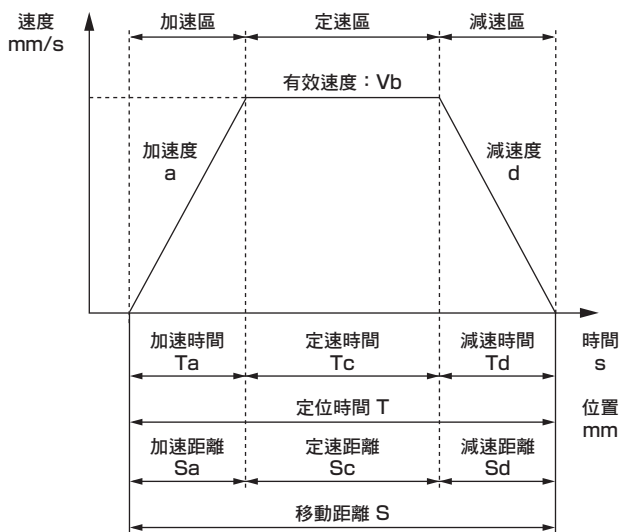 速度
mm/s
加速區
定速區
減速區
有效速度：Vb
加速度
a
減速度
d
加速時間
Ta
定速時間
Tc
減速時間
Td
時間
s
定位時間 T
位置
mm
加速距離
Sa
定速距離
Sc
減速距離
Sd
移動距離 S